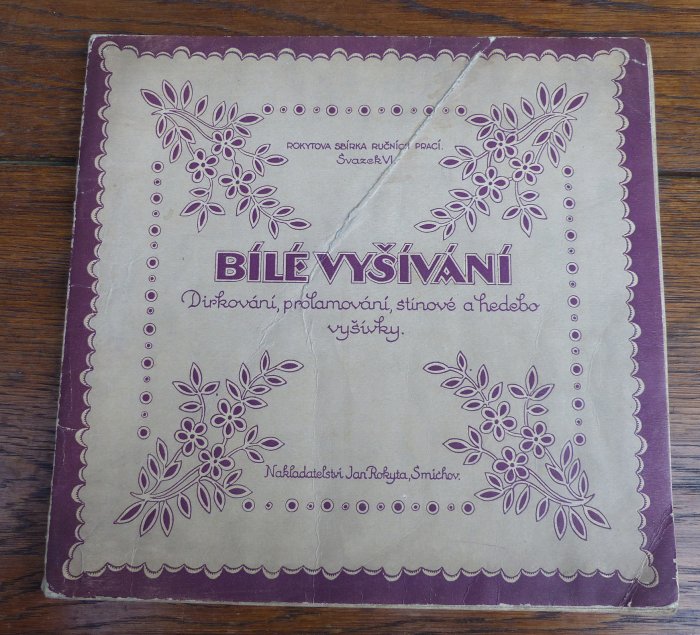 ROKYTOVA SBÍRKA RUČNÍCH PRACÍ.
Svazek VI.
BÍLÉ VYŠÍVÁNÍ
Dirkování, prolamování, stínové a hedebo
vyšívky.
Nakladatelství Jan Rokyta, Smíchov.